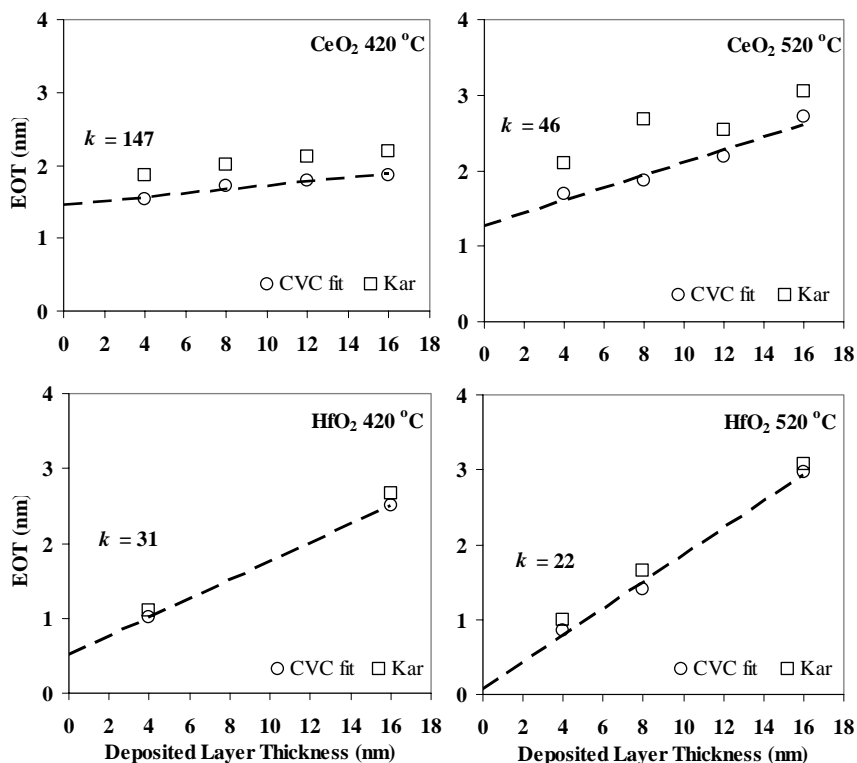 CeO2 420 °C
EOT (nm)
k = 147
CVC fit Kar
4
3
2
1
0
0 2 4 6 8 10 12 14 16 18
CeO2 520 °C
k = 46
CVC fit Kar
4
3
2
1
0
0 2 4 6 8 10 12 14 16 18
HfO2 420 °C
EOT (nm)
k = 31
CVC fit Kar
4
3
2
1
0
0 2 4 6 8 10 12 14 16 18
Deposited Layer Thickness (nm)
HfO2 520 °C
k = 22
CVC fit Kar
4
3
2
1
0
0 2 4 6 8 10 12 14 16 18
Deposited Layer Thickness (nm)